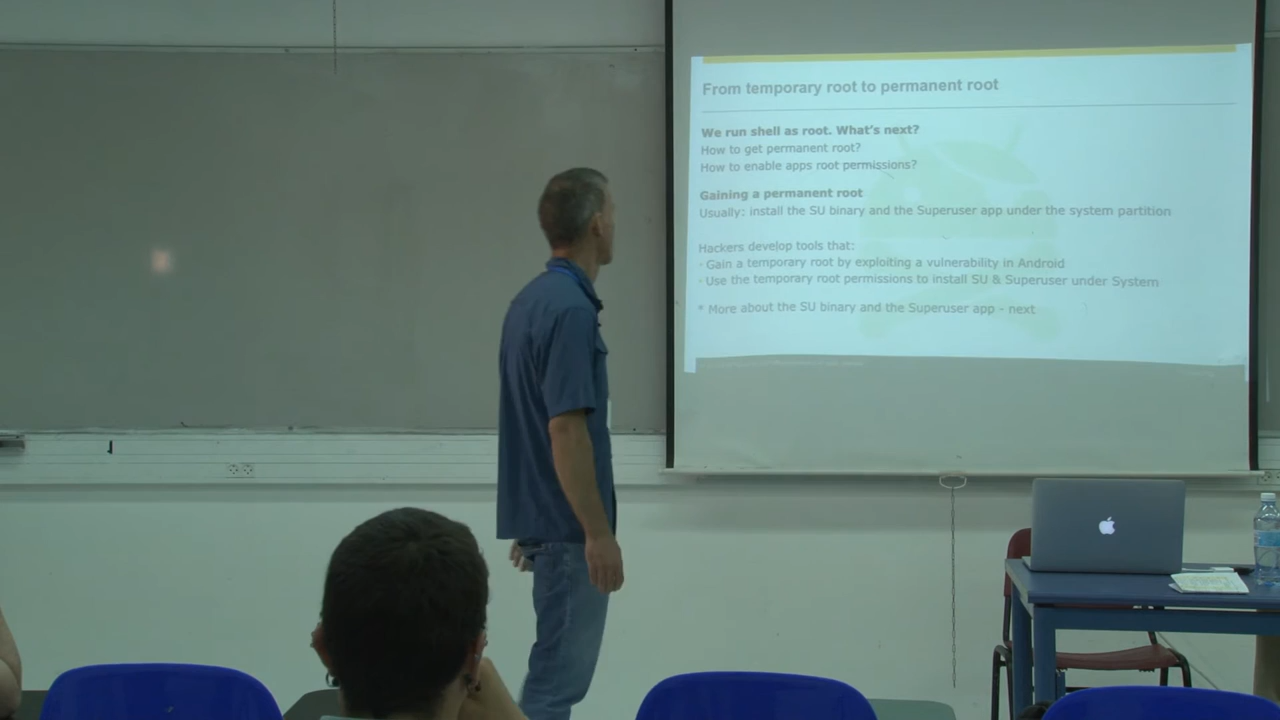 From temporary root to permanent root
We run shell as root. What's next?
How to get permanent root?
How to enable apps root permissions?
Gaining a permanent root
Usually: install the SU binary and the Superuser app under the system partition
Hackers develop tools that:
· Gain a temporary root by exploiting a vulnerability in Android
· Use the temporary root permissions to install SU & Superuser under System
* More about the SU binary and the Superuser app - next